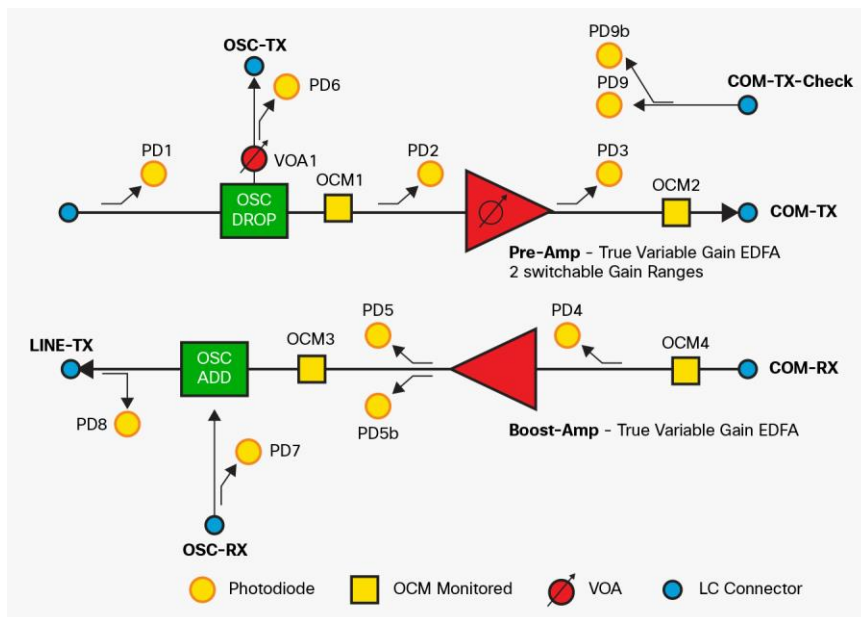 PD9b
OSC-TX
PD6
PD9
COM-TX-Check
PD1
VOA1
PD2
PD3
OCM1
OCM2
OSC
DROP
COM-TX
Pre-Amp - True Variable Gain EDFA
2 switchable Gain Ranges
PD5
PD4
LINE-TX
OCM3
OCM4
OSC
ADD
COM-RX
PD8
PD5b
Boost-Amp - True Variable Gain EDFA
PD7
OSC-RX
Photodiode
OCM Monitored
VOA
LC Connector